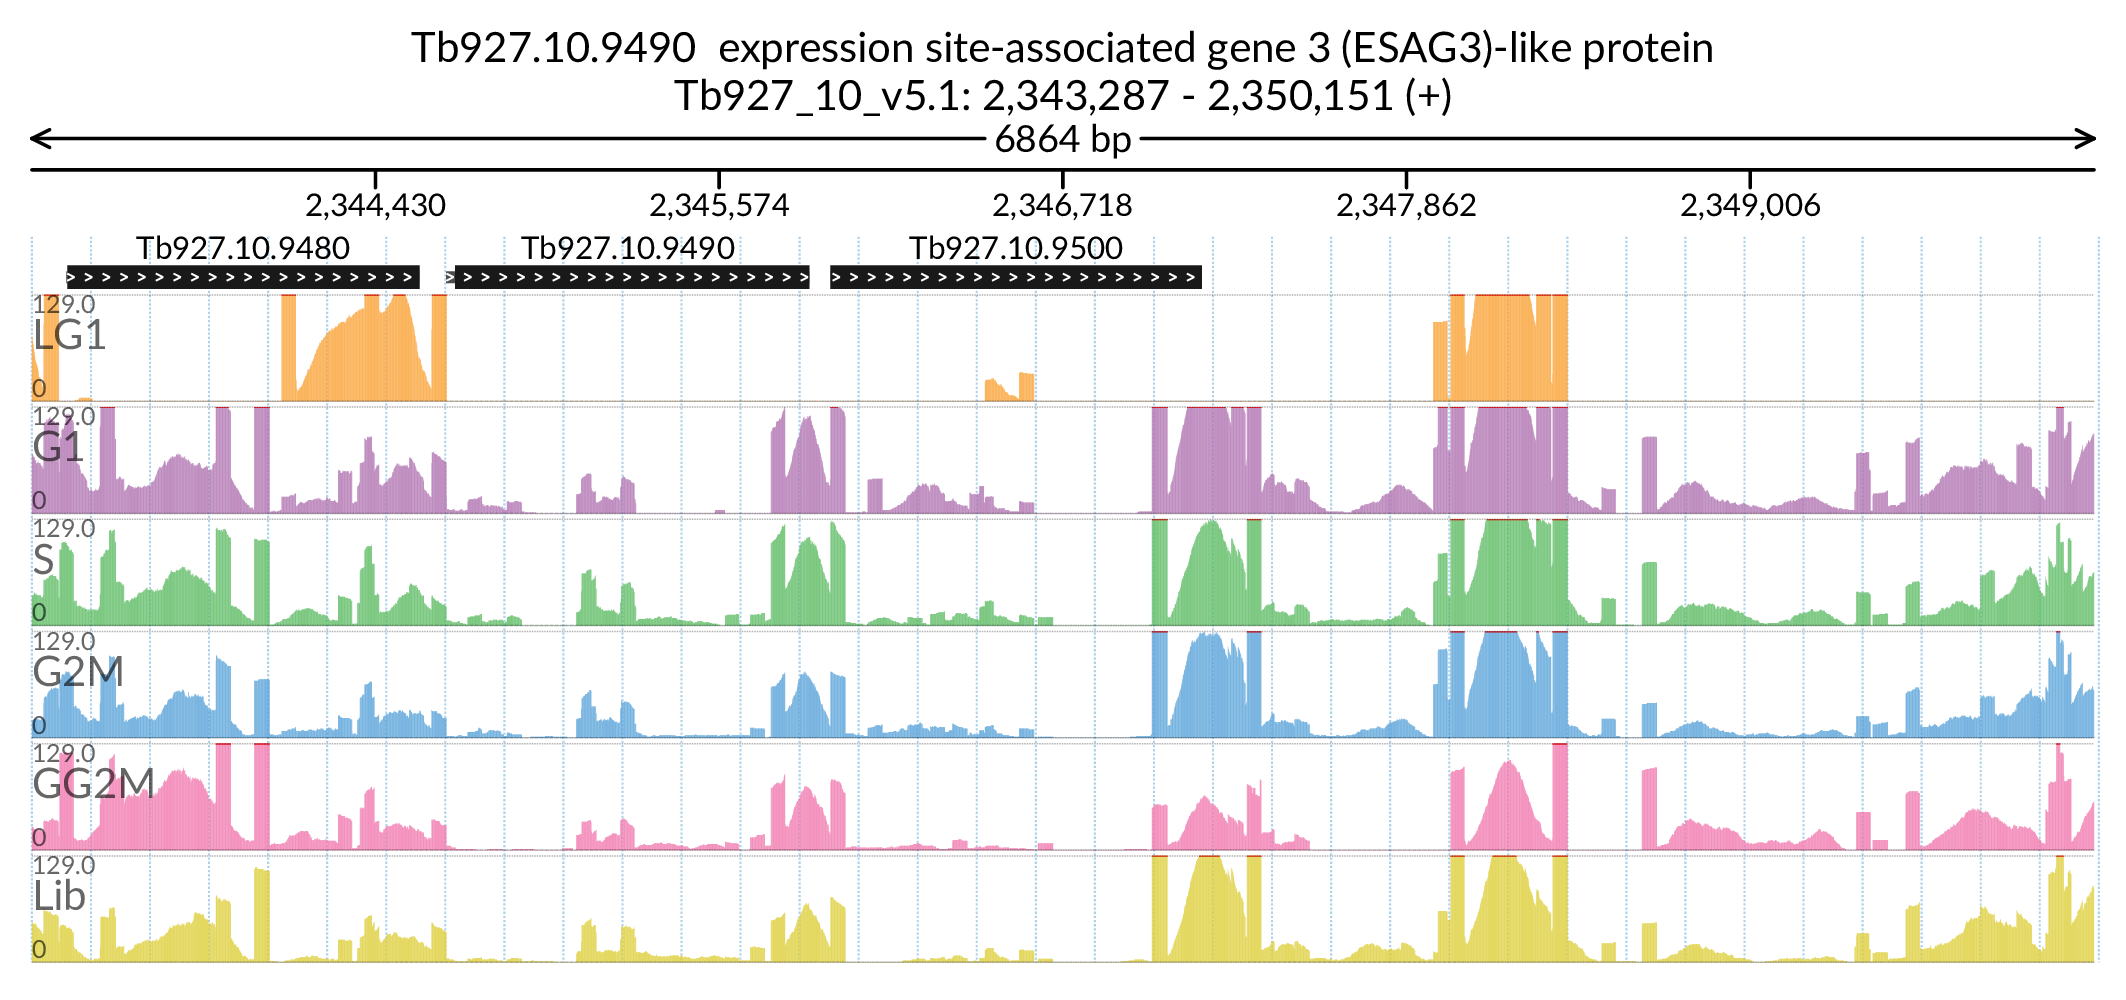 Tb927.10.9490 expression site-associated gene 3 (ESAG3)-like protein
Tb927_10_v5.1: 2,343,287 - 2,350,151 (+)
6864 bp
2,344,430 2,345,574 2,346,718 2,347,862 2,349,006
Tb927.10.9480 Tb927.10.9490 Tb927.10.9500
129.0
LG1
0
129.0
G1
0
129.0
S
0
129.0
G2M
0
129.0
GG2M
0
129.0
Lib
0